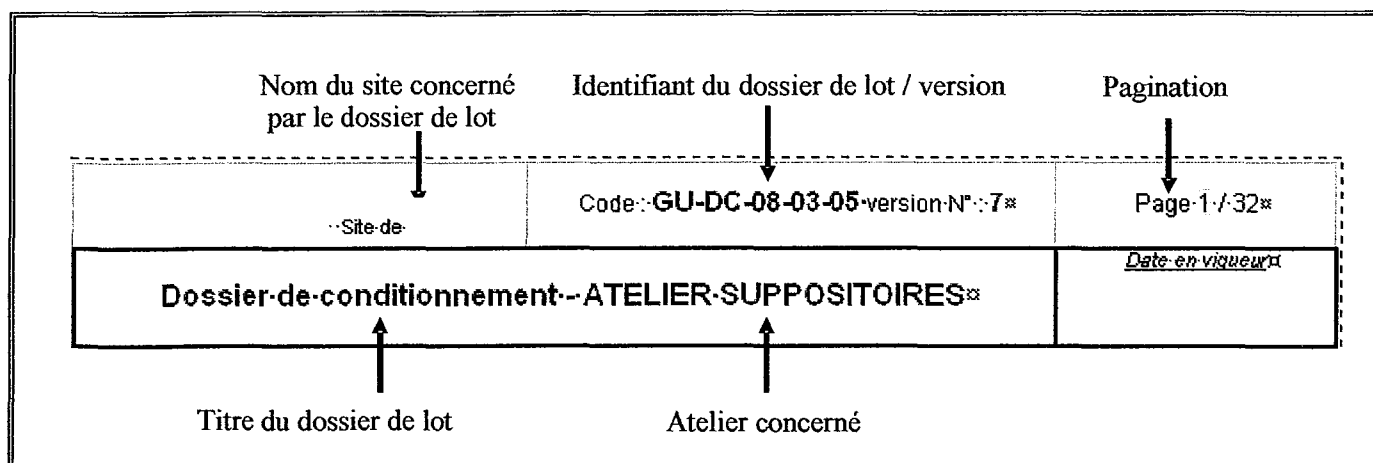 Nom du site concerné
par le dossier de lot
Identifiant du dossier de lot / version
Pagination
Code·:·GU-DC-08-03-05·version·N°·:·7¤
Page·1·/·32¤
··Site·de·
Date·en·viqueur¤
Dossier·de·conditionnement·-·ATELIER·SUPPOSITOIRES¤
Titre du dossier de lot
Atelier concerné